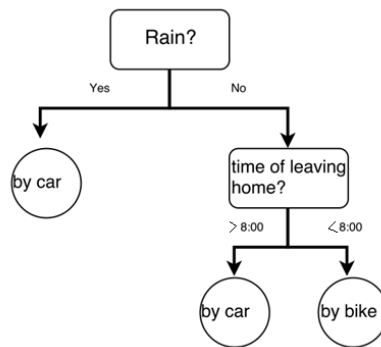 Rain?
Yes
No
by car
time of leaving
home?
> 8:00
< 8:00
by car
by bike